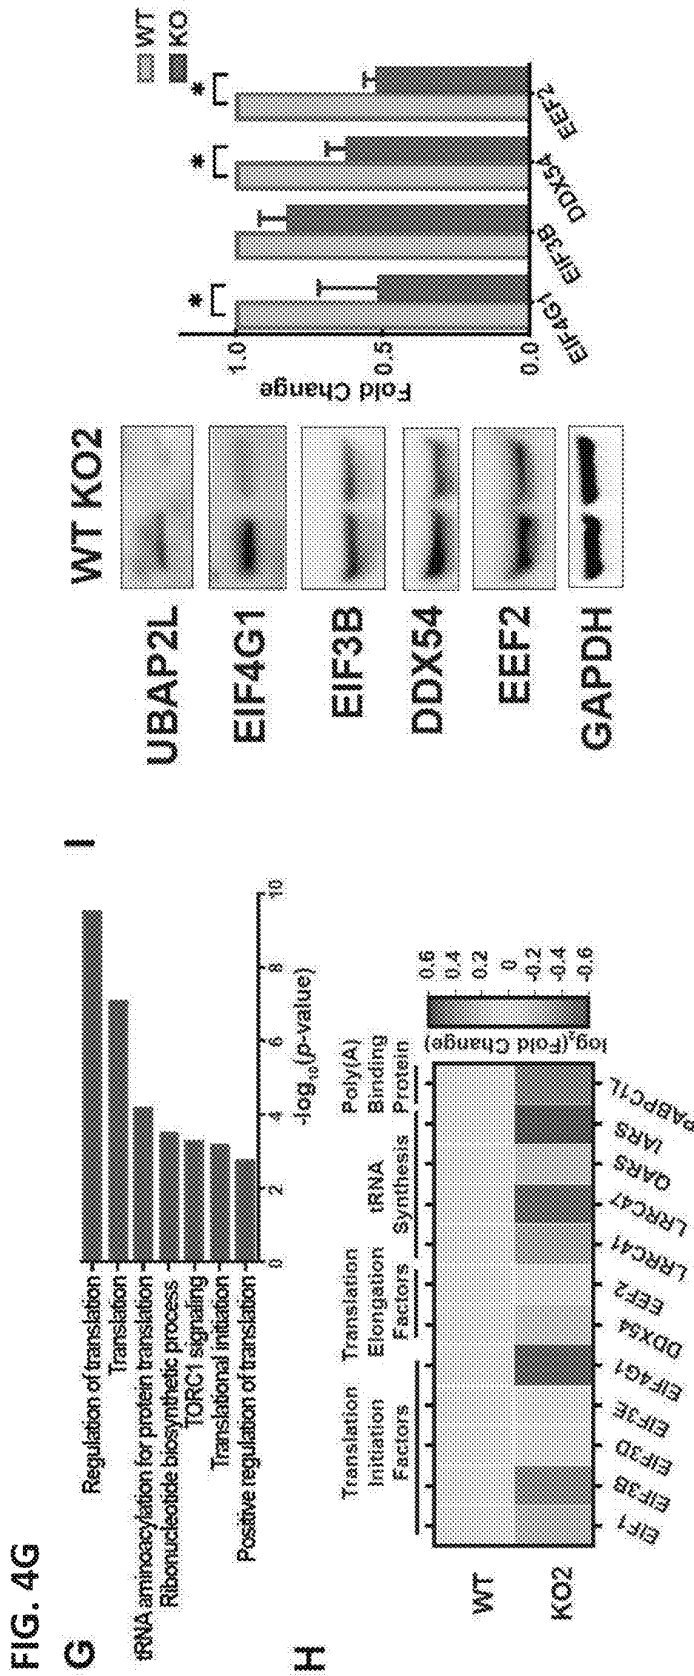 FIG. 4G
G
Regulation of translation
Translation
tRNA aminoacylation for protein translation
Ribonucleotide biosynthetic process
TORC1 signaling
Translational initiation
Positive regulation of translation
0 2 4 6 8 10
-log10(p-value)
H
Translation Initiation Factors
Translation Elongation Factors
tRNA Synthesis
Poly(A) Binding Protein
WT
KO2
EIF1
EIF3B
EIF3D
EIF3E
EIF4G1
DDX54
EEF2
LRRC41
LRRC47
QARS
IARS
PABPC1L
0.6
0.4
0.2
0
-0.2
-0.4
-0.6
log2(Fold Change)
I
WT KO2
UBAP2L
EIF4G1
EIF3B
DDX54
EEF2
GAPDH
Fold Change
1.0
0.5
0.0
* * *
WT
KO
EIF4G1
EIF3B
DDX54
EEF2